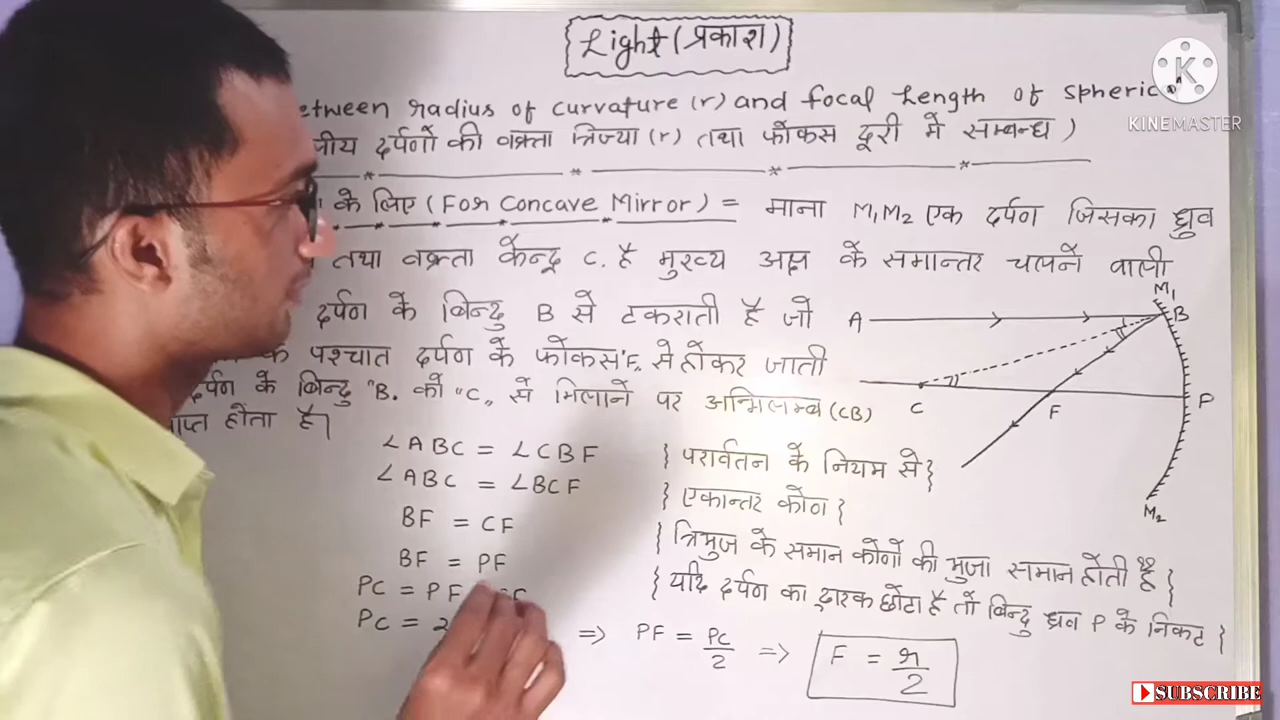 Light (प्रकाश)
K
KINEMASTER
between radius of curvature (r) and focal Length of spheric
पीय दर्पणों की वक्रता त्रिज्या (r) तथा फोकस दूरी में सम्बन्ध )
के लिए ( For Concave Mirror ) = माना M₁M₂ एक दर्पण जिसका ध्रुव
तथा वक्रता केन्द्र C. है मुख्य अक्ष के समान्तर चलने वाली
दर्पण के बिन्दु B से टकराती है जो
के पश्चात दर्पण के फोकस "F,, से होकर जाती
दर्पण के बिन्दु "B. को "C,, से मिलाने पर अभिलम्ब (CB)
प्राप्त होता है।
M₁
B
A
C
F
P
M₂
∠ABC = ∠CBF } परावर्तन के नियम से }
∠ABC = ∠BCF } एकान्तर कोण }
BF = CF } त्रिभुज के समान कोणों की भुजा समान होती है }
BF = PF } यदि दर्पण का द्वारक छोटा है तो बिन्दु ध्रुव P के निकट }
PC = PF
PC = 2 => PF = PC/2 => F = r/2
SUBSCRIBE